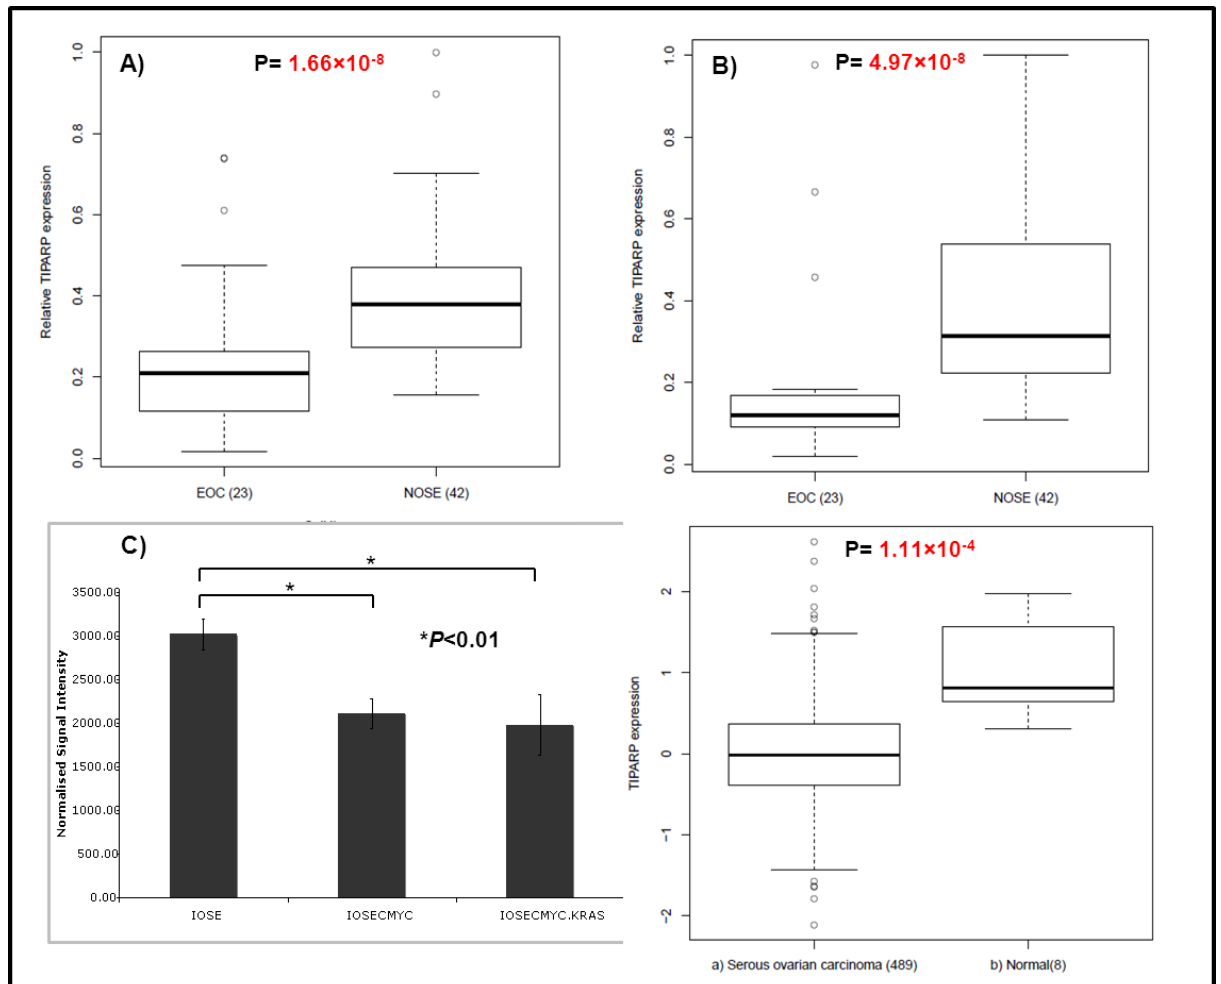 A)
P= 1.66×10-8
1.0
0.8
0.6
0.4
0.2
0.0
Relative TIPARP expression
EOC (23)
NOSE (42)
B)
P= 4.97×10-8
1.0
0.8
0.6
0.4
0.2
0.0
Relative TIPARP expression
EOC (23)
NOSE (42)
C)
*
*
*P<0.01
3500.00
3000.00
2500.00
2000.00
1500.00
1000.00
500.00
0.00
Normalised Signal Intensity
IOSE
IOSECMYC
IOSECMYC.KRAS
P= 1.11×10-4
2
1
0
−1
−2
TIPARP expression
a) Serous ovarian carcinoma (489)
b) Normal(8)